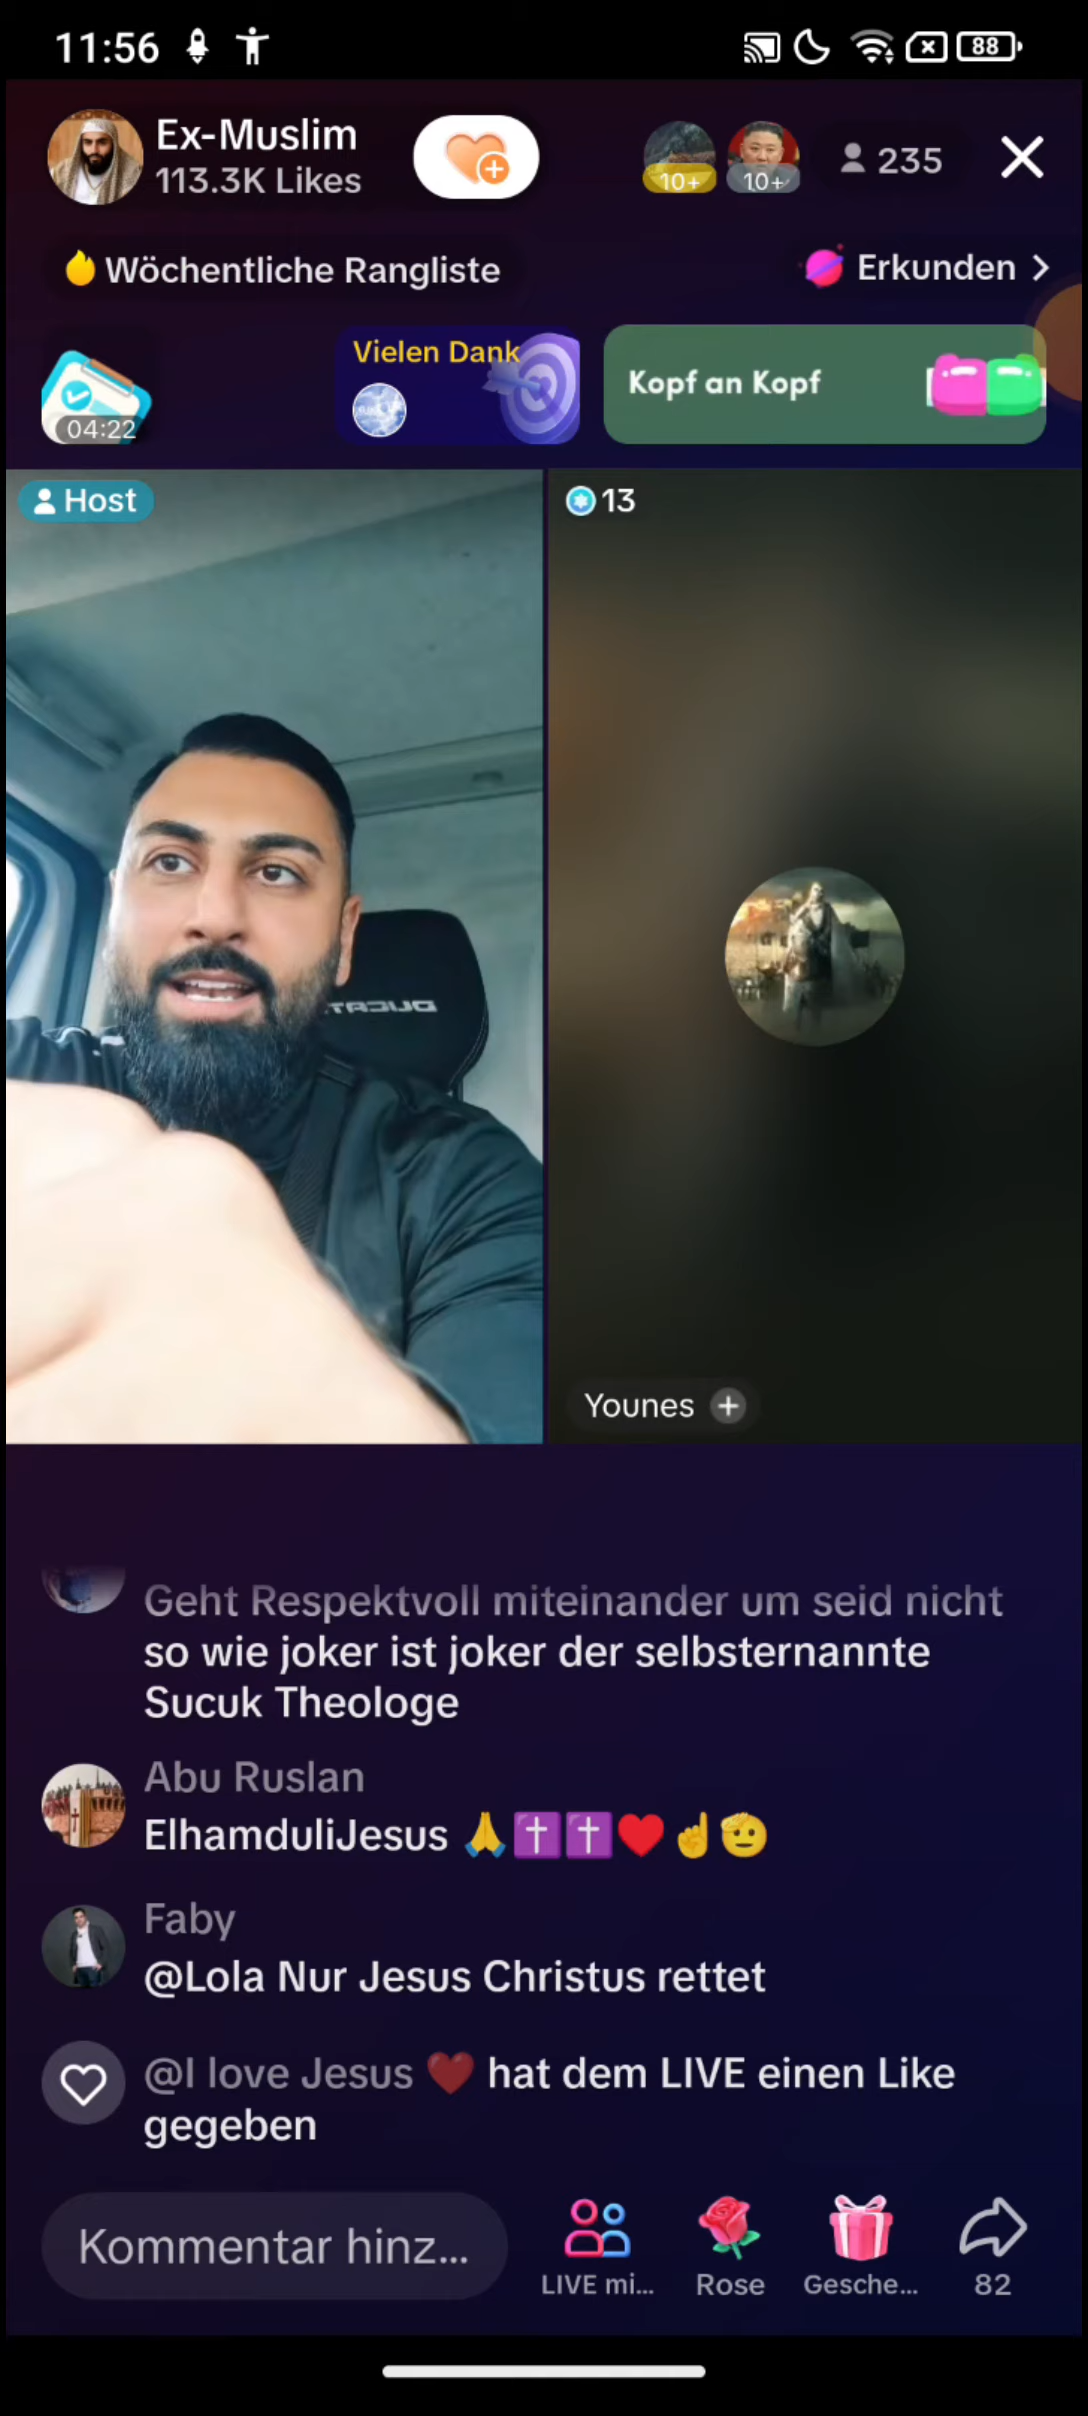 11:56
88
Ex-Muslim
113.3K Likes
10+
10+
235
Wöchentliche Rangliste
Erkunden
04:22
Vielen Dank
Kopf an Kopf
Host
13
Younes
Geht Respektvoll miteinander um seid nicht
so wie joker ist joker der selbsternannte
Sucuk Theologe
Abu Ruslan
ElhamduliJesus 🙏✝️✝️❤️☝️🫡
Faby
@Lola Nur Jesus Christus rettet
@I love Jesus ❤️ hat dem LIVE einen Like
gegeben
Kommentar hinz...
LIVE mi...
Rose
Gesche...
82